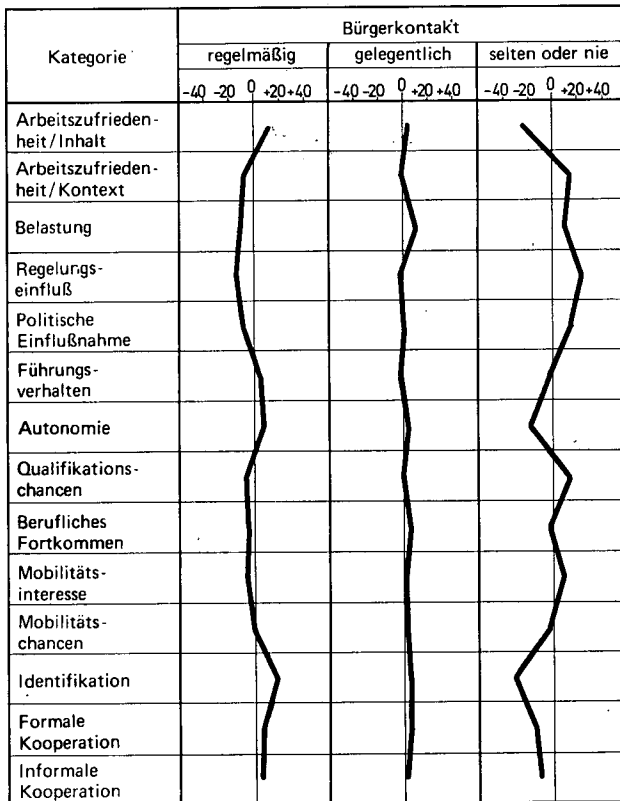 Kategorie
Bürgerkontakt
regelmäßig
gelegentlich
selten oder nie
-40 -20 0 +20 +40
-40 -20 0 +20 +40
-40 -20 0 +20 +40
Arbeitszufrieden-
heit/Inhalt
Arbeitszufrieden-
heit/Kontext
Belastung
Regelungs-
einfluß
Politische
Einflußnahme
Führungs-
verhalten
Autonomie
Qualifikations-
chancen
Berufliches
Fortkommen
Mobilitäts-
interesse
Mobilitäts-
chancen
Identifikation
Formale
Kooperation
Informale
Kooperation